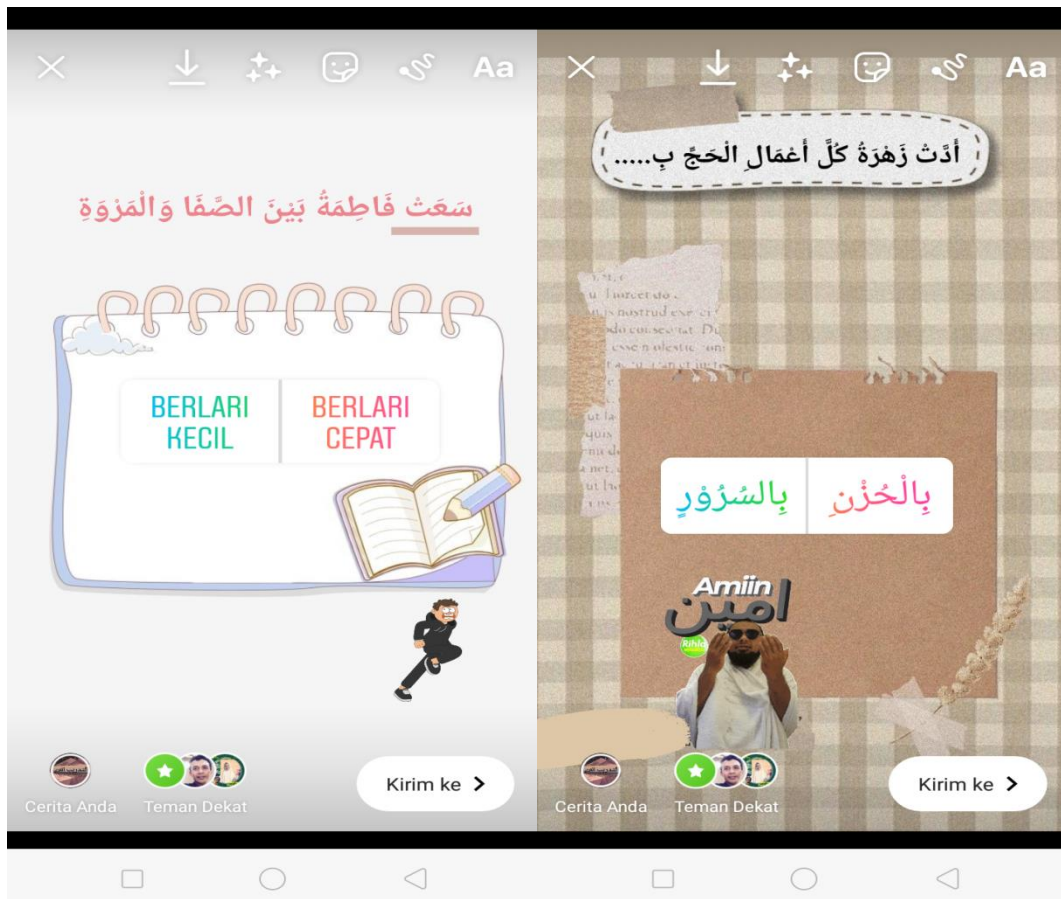 Aa
سَعَتْ فَاطِمَةُ بَيْنَ الصَّفَا وَالْمَرْوَةِ
BERLARI KECIL
BERLARI CEPAT
Cerita Anda
Teman Dekat
Kirim ke
Aa
أَدَّتْ زَهْرَةُ كُلَّ أَعْمَالِ الْحَجِّ بِ.....
بِالْحُزْنِ
بِالسُرُوْرٍ
Amiin
امين
Rihla
Cerita Anda
Teman Dekat
Kirim ke